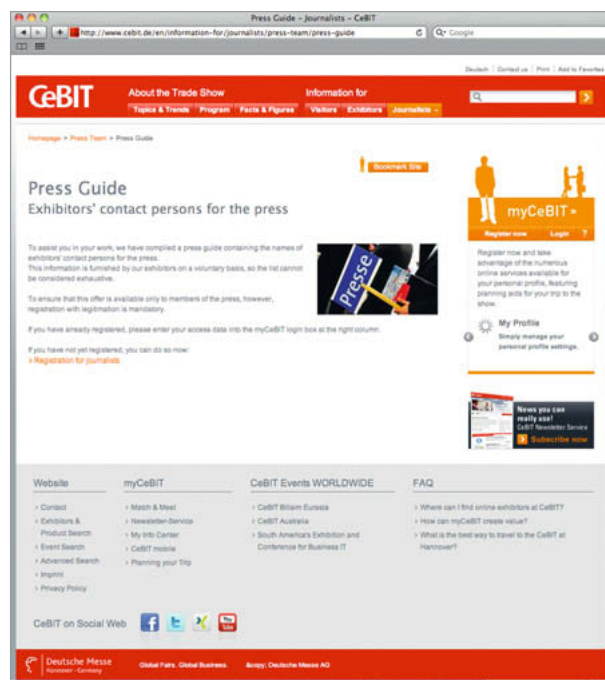 Press Guide – Journalists – CeBIT
http://www.cebit.de/en/information-for/journalists/press-team/press-guide
Google
Deutsch | Contact us | Print | Add to Favorites
CeBIT
About the Trade Show
Information for
Topics & Trends Program Facts & Figures Visitors Exhibitors Journalists
Homepage > Press Team > Press Guide
Bookmark Site
Press Guide
Exhibitors' contact persons for the press
To assist you in your work, we have compiled a press guide containing the names of
exhibitors' contact persons for the press.
This information is furnished by our exhibitors on a voluntary basis, so the list cannot
be considered exhaustive.
To ensure that this offer is available only to members of the press, however,
registration with legitimation is mandatory.
If you have already registered, please enter your access data into the myCeBIT login box at the right column.
If you have not yet registered, you can do so now:
> Registration for journalists
Presse
myCeBIT
Register now Login ?
Register now and take
advantage of the numerous
online services available for
your personal profile, featuring
planning aids for your trip to the
show.
My Profile
Simply manage your
personal profile settings.
News you can
really use!
CeBIT Newsletter Service
Subscribe now
Website
> Contact
> Exhibitors &
Product Search
> Event Search
> Advanced Search
> Imprint
> Privacy Policy
myCeBIT
> Match & Meet
> Newsletter-Service
> My Info Center
> CeBIT mobile
> Planning your Trip
CeBIT Events WORLDWIDE
> CeBIT Bilisim Eurasia
> CeBIT Australia
> South America's Exhibition and
Conference for Business IT
FAQ
> Where can I find online exhibitors at CeBIT?
> How can myCeBIT create value?
> What is the best way to travel to the CeBIT at
Hannover?
CeBIT on Social Web
You
Tube
Deutsche Messe
Hannover · Germany
Global Fairs. Global Business.
&copy; Deutsche Messe AG